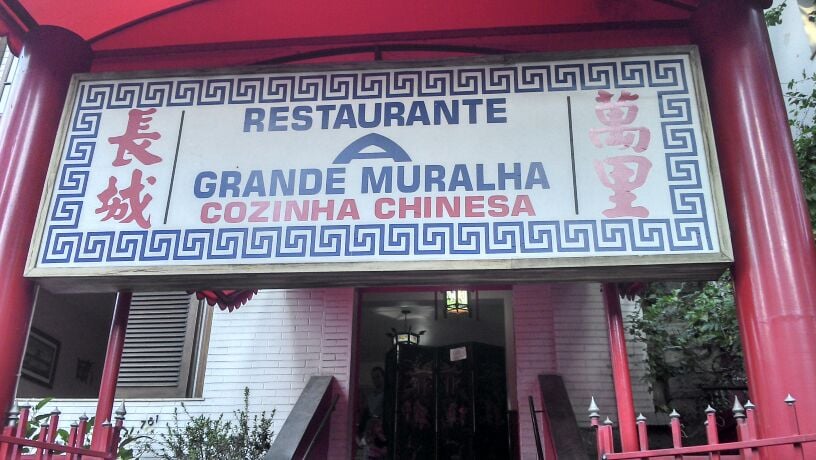 RESTAURANTE
A
GRANDE MURALHA
COZINHA CHINESA
萬里
長城